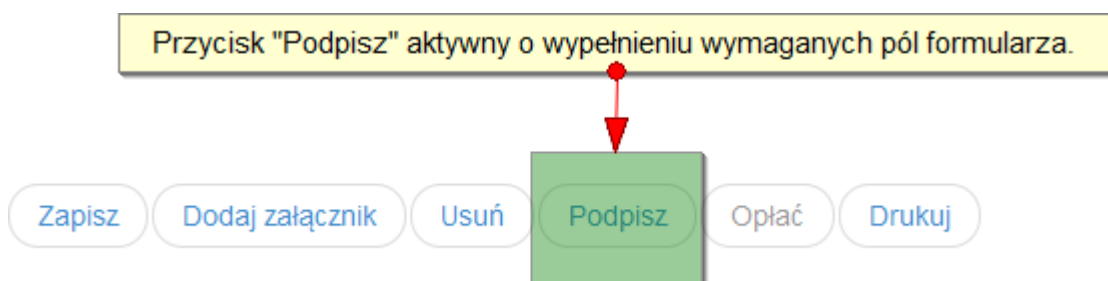 Przycisk "Podpisz" aktywny o wypełnieniu wymaganych pól formularza.
Zapisz Dodaj załącznik Usuń Podpisz Opłać Drukuj